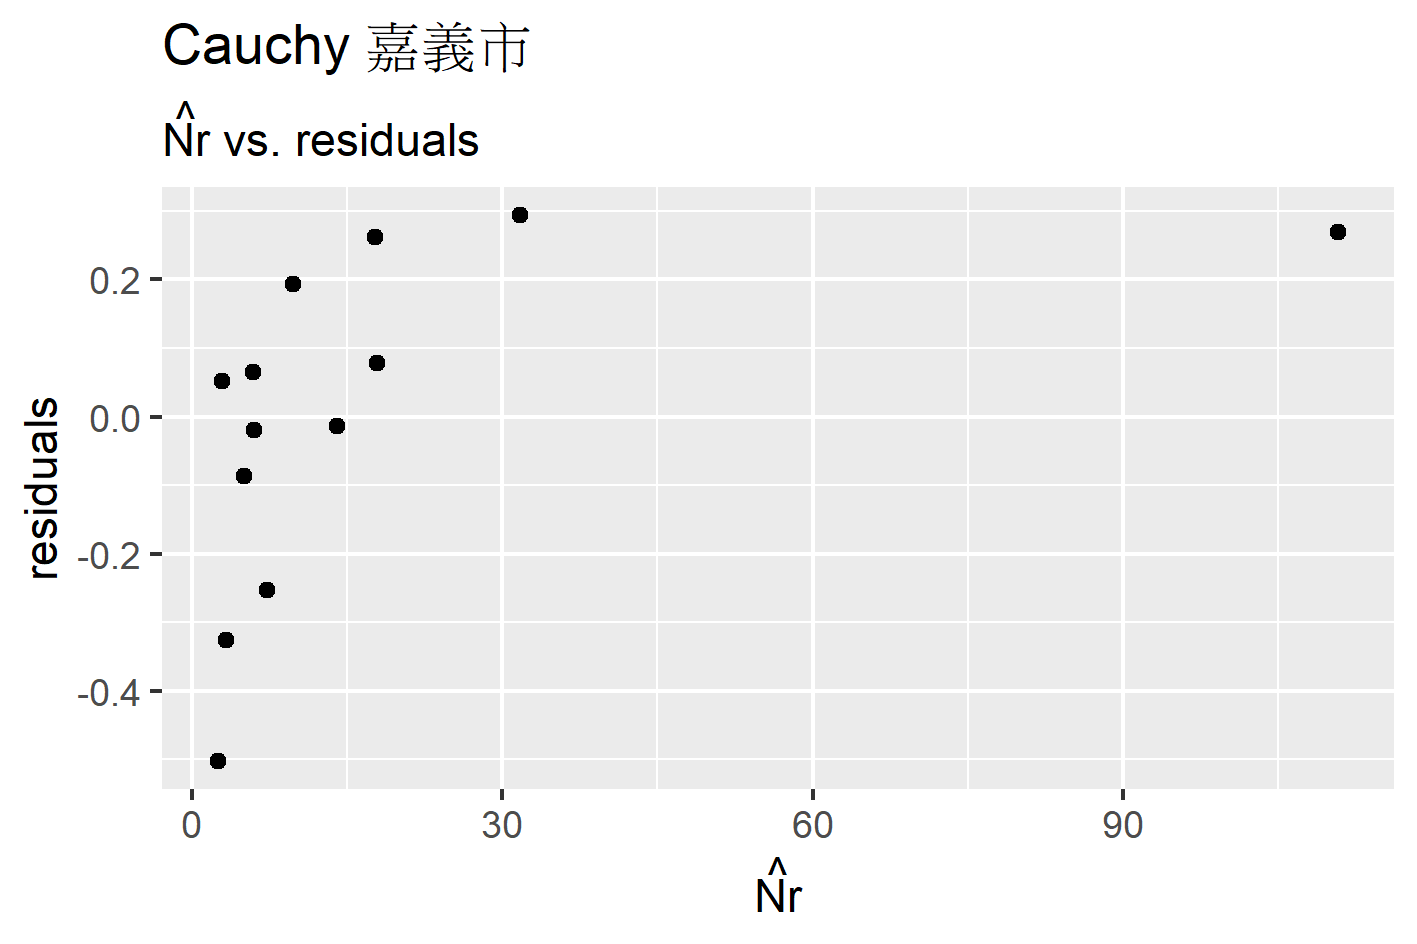 Cauchy 嘉義市
N̂r vs. residuals
residuals
0.2
0.0
-0.2
-0.4
0 30 60 90
N̂r